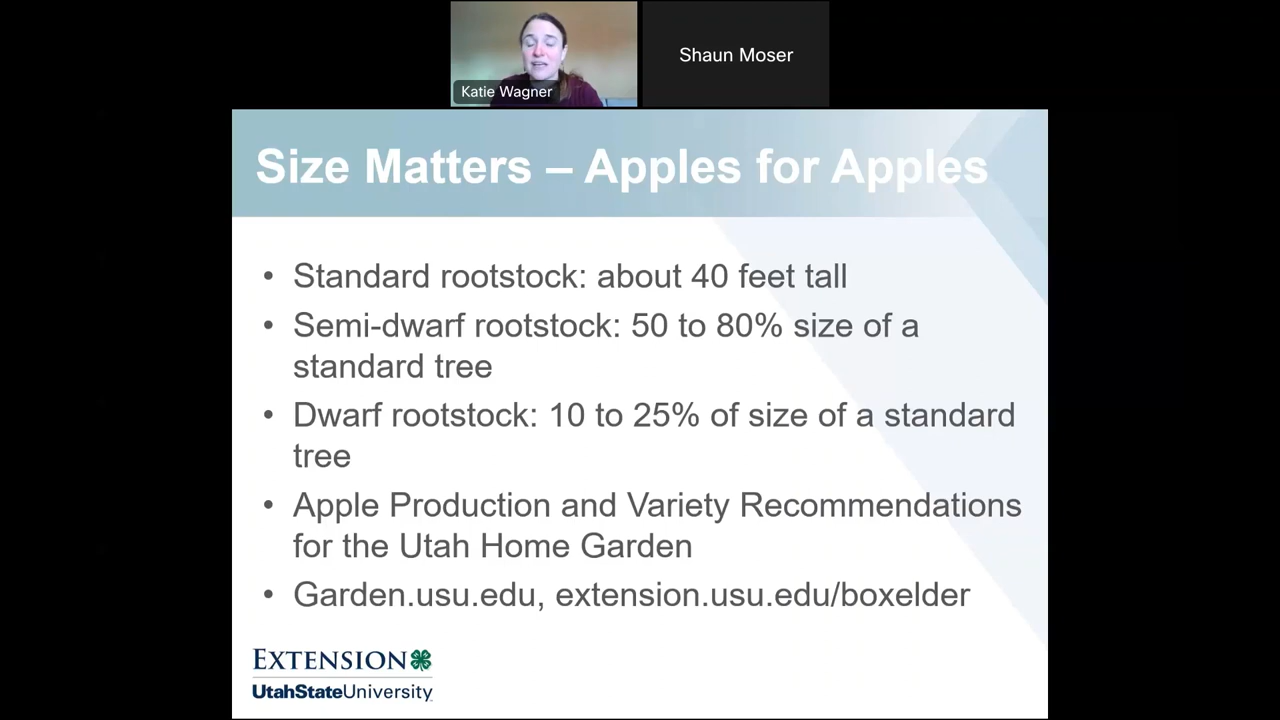 Katie Wagner
Shaun Moser
Size Matters – Apples for Apples
• Standard rootstock: about 40 feet tall
• Semi-dwarf rootstock: 50 to 80% size of a
standard tree
• Dwarf rootstock: 10 to 25% of size of a standard
tree
• Apple Production and Variety Recommendations
for the Utah Home Garden
• Garden.usu.edu, extension.usu.edu/boxelder
EXTENSION
UtahStateUniversity